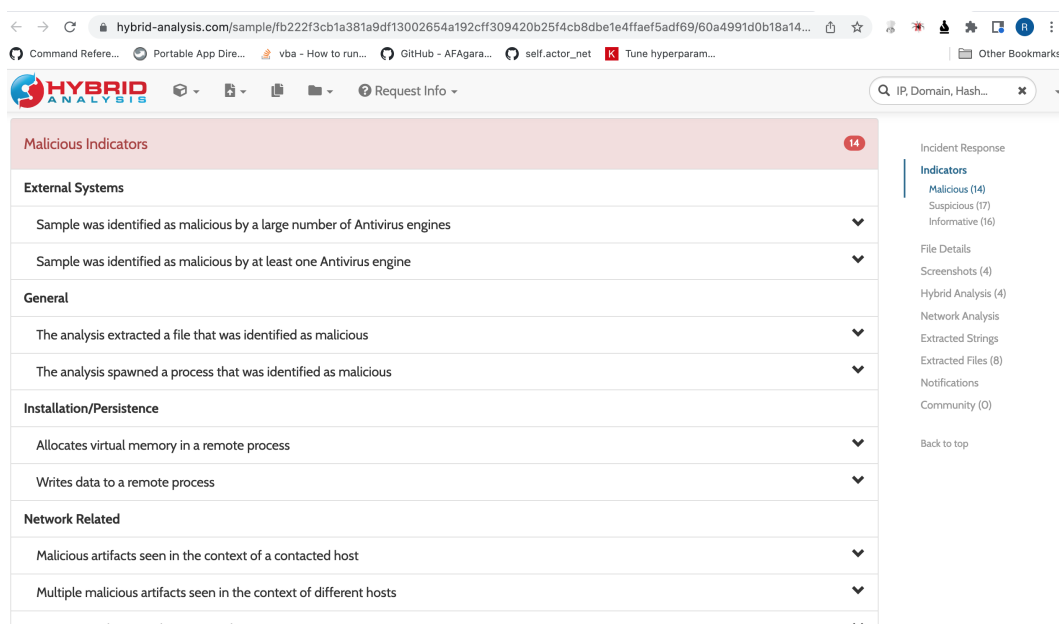 hybrid-analysis.com/sample/fb222f3cb1a381a9df13002654a192cff309420b25f4cb8dbe1e4ffaef5adf69/60a4991d0b18a14...
R
Command Refere... Portable App Dire... vba - How to run... GitHub - AFAgara... self.actor_net K Tune hyperparam... Other Bookmarks
HYBRID
ANALYSIS
Request Info
IP, Domain, Hash...
Malicious Indicators 14
External Systems
Sample was identified as malicious by a large number of Antivirus engines
Sample was identified as malicious by at least one Antivirus engine
General
The analysis extracted a file that was identified as malicious
The analysis spawned a process that was identified as malicious
Installation/Persistence
Allocates virtual memory in a remote process
Writes data to a remote process
Network Related
Malicious artifacts seen in the context of a contacted host
Multiple malicious artifacts seen in the context of different hosts
Incident Response
Indicators
Malicious (14)
Suspicious (17)
Informative (16)
File Details
Screenshots (4)
Hybrid Analysis (4)
Network Analysis
Extracted Strings
Extracted Files (8)
Notifications
Community (0)
Back to top